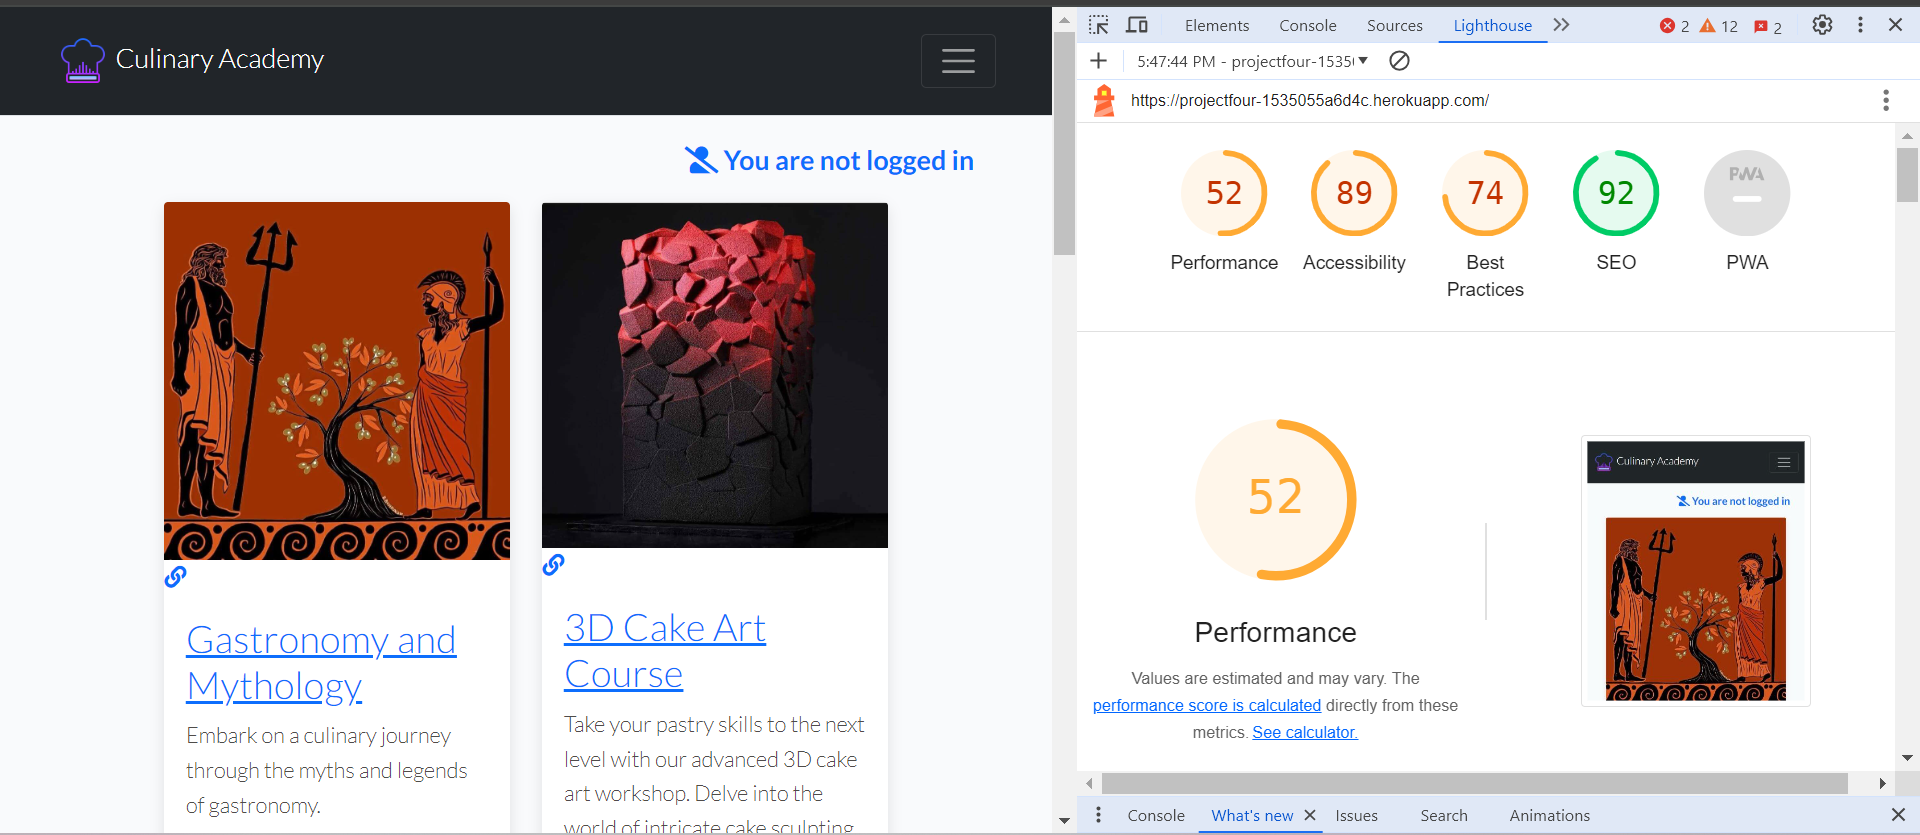 Culinary Academy
You are not logged in
Gastronomy and
Mythology
Embark on a culinary journey
through the myths and legends
of gastronomy.
3D Cake Art
Course
Take your pastry skills to the next
level with our advanced 3D cake
art workshop. Delve into the
world of intricate cake sculpting
Elements Console Sources Lighthouse 2 12 2
5:47:44 PM - projectfour-1535
https://projectfour-1535055a6d4c.herokuapp.com/
52 89 74 92 PWA
Performance Accessibility Best SEO PWA
Practices
52
Performance
Values are estimated and may vary. The
performance score is calculated directly from these
metrics. See calculator.
Culinary Academy
You are not logged in
Console What's new Issues Search Animations